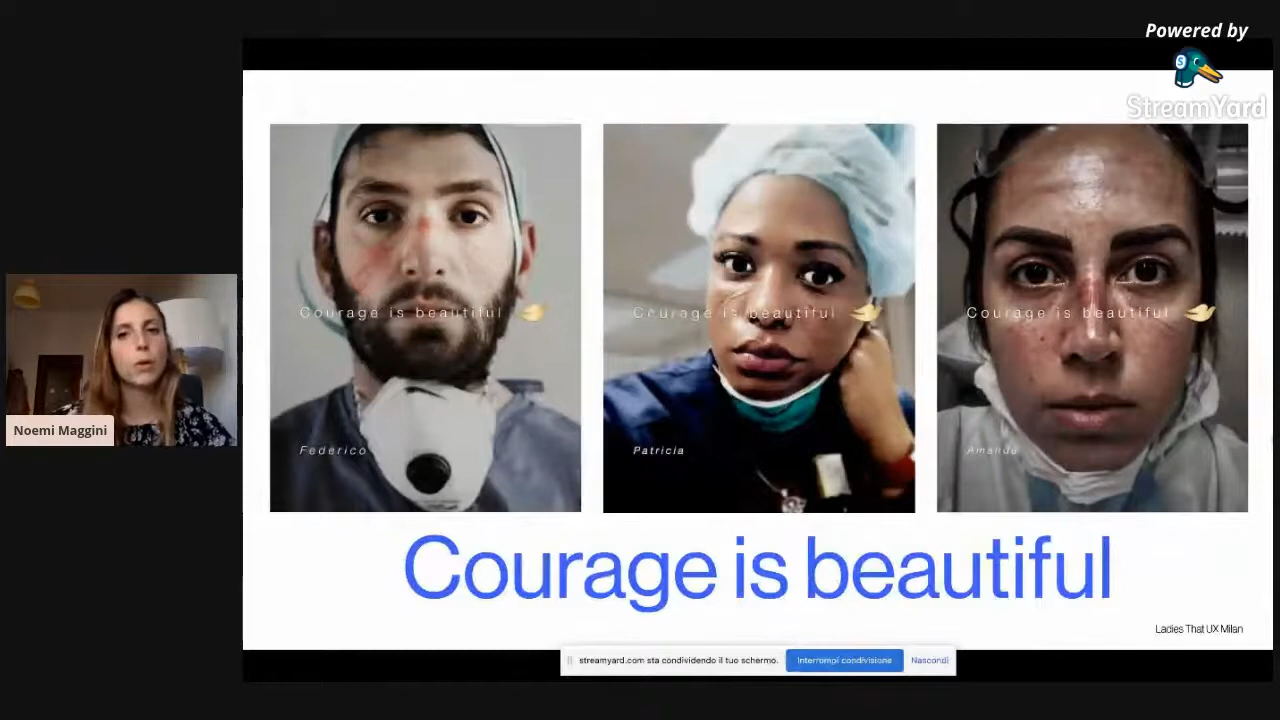 Powered by
StreamYard
Courage is beautiful
Courage is beautiful
Courage is beautiful
Noemi Maggini
Federico
Patricia
Amanda
Courage is beautiful
Ladies That UX Milan
streamyard.com sta condividendo il tuo schermo.
Interrompi condivisione
Nascondi